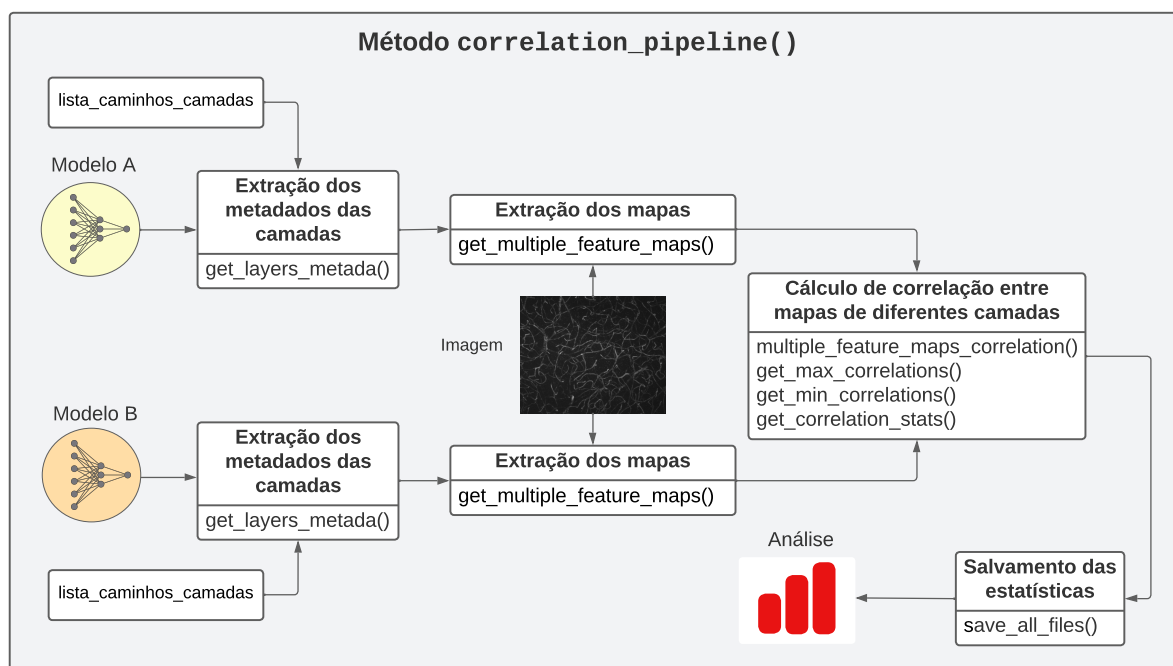 Método correlation_pipeline()
lista_caminhos_camadas
Modelo A
Extração dos
metadados das
camadas
get_layers_metada()
Extração dos mapas
get_multiple_feature_maps()
Imagem
Cálculo de correlação entre
mapas de diferentes camadas
multiple_feature_maps_correlation()
get_max_correlations()
get_min_correlations()
get_correlation_stats()
Modelo B
Extração dos
metadados das
camadas
get_layers_metada()
Extração dos mapas
get_multiple_feature_maps()
lista_caminhos_camadas
Análise
Salvamento das
estatísticas
save_all_files()